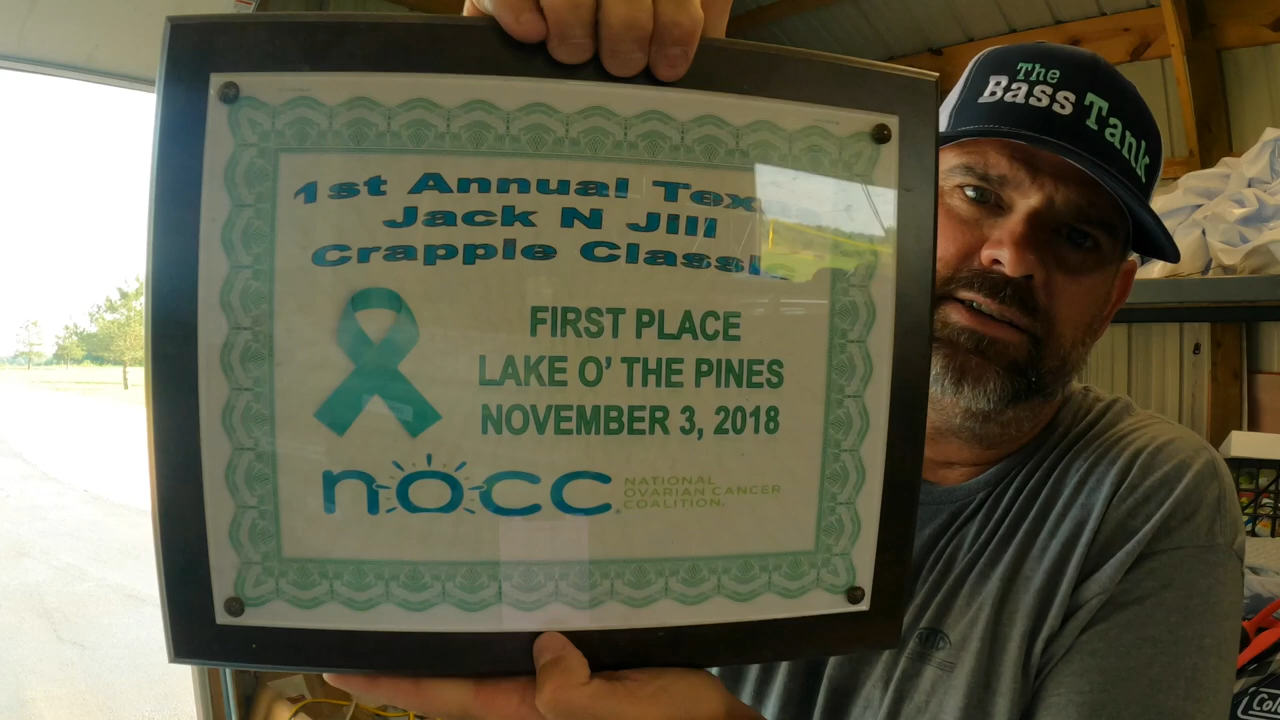 The
Bass Tank
1st Annual Tex
Jack N Jill
Crappie Classic
FIRST PLACE
LAKE O' THE PINES
NOVEMBER 3, 2018
nocc
NATIONAL
OVARIAN CANCER
COALITION.